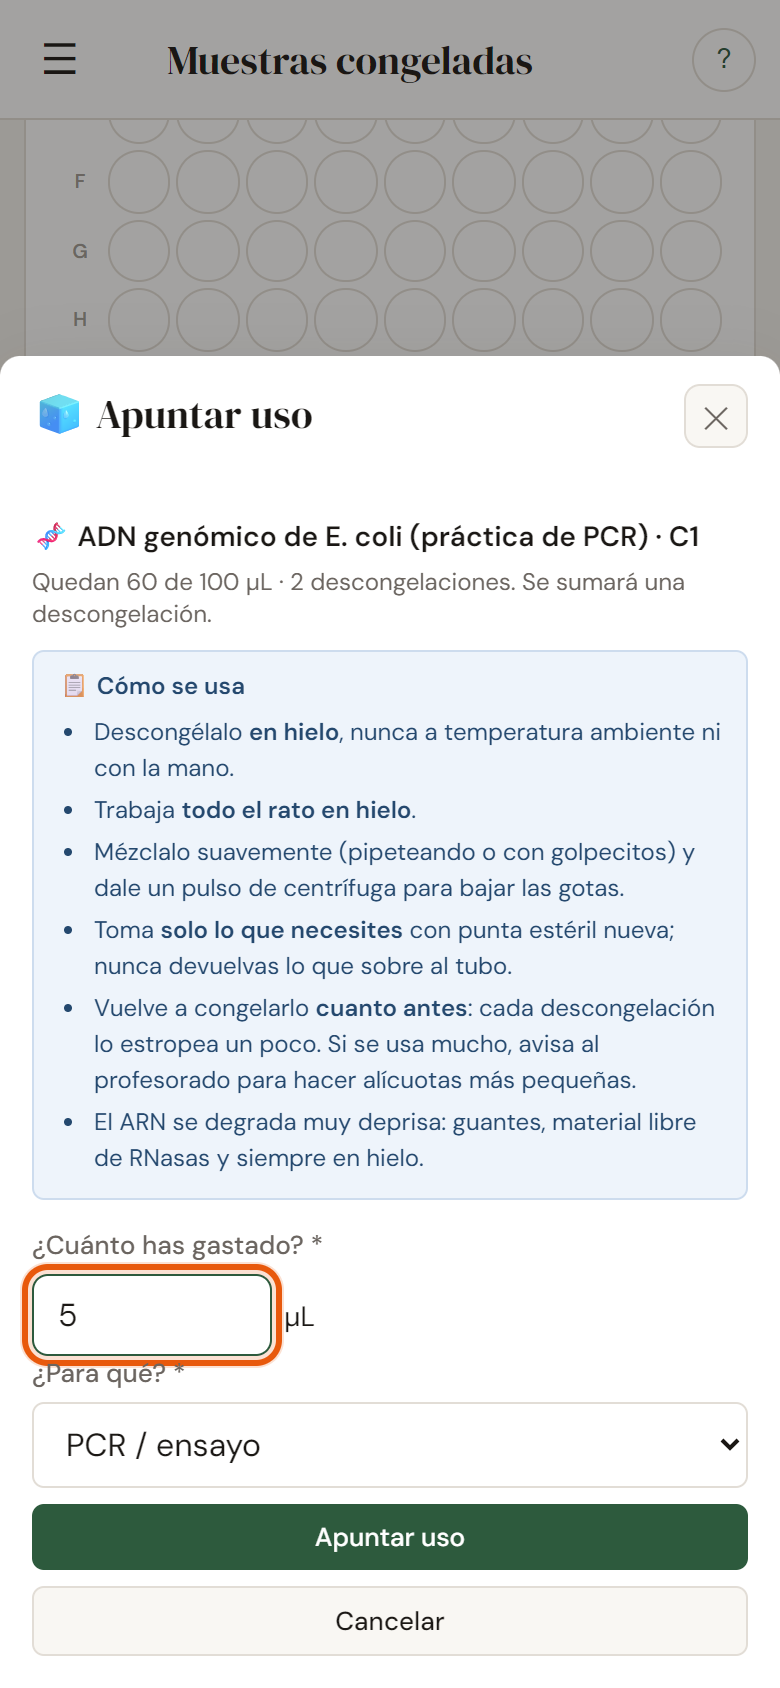 Muestras congeladas
?
F
G
H
Apuntar uso
ADN genómico de E. coli (práctica de PCR) · C1
Quedan 60 de 100 µL · 2 descongelaciones. Se sumará una
descongelación.
Cómo se usa
• Descongélalo en hielo, nunca a temperatura ambiente ni
con la mano.
• Trabaja todo el rato en hielo.
• Mézclalo suavemente (pipeteando o con golpecitos) y
dale un pulso de centrífuga para bajar las gotas.
• Toma solo lo que necesites con punta estéril nueva;
nunca devuelvas lo que sobre al tubo.
• Vuelve a congelarlo cuanto antes: cada descongelación
lo estropea un poco. Si se usa mucho, avisa al
profesorado para hacer alícuotas más pequeñas.
• El ARN se degrada muy deprisa: guantes, material libre
de RNasas y siempre en hielo.
¿Cuánto has gastado? *
5 µL
¿Para qué? *
PCR / ensayo
Apuntar uso
Cancelar